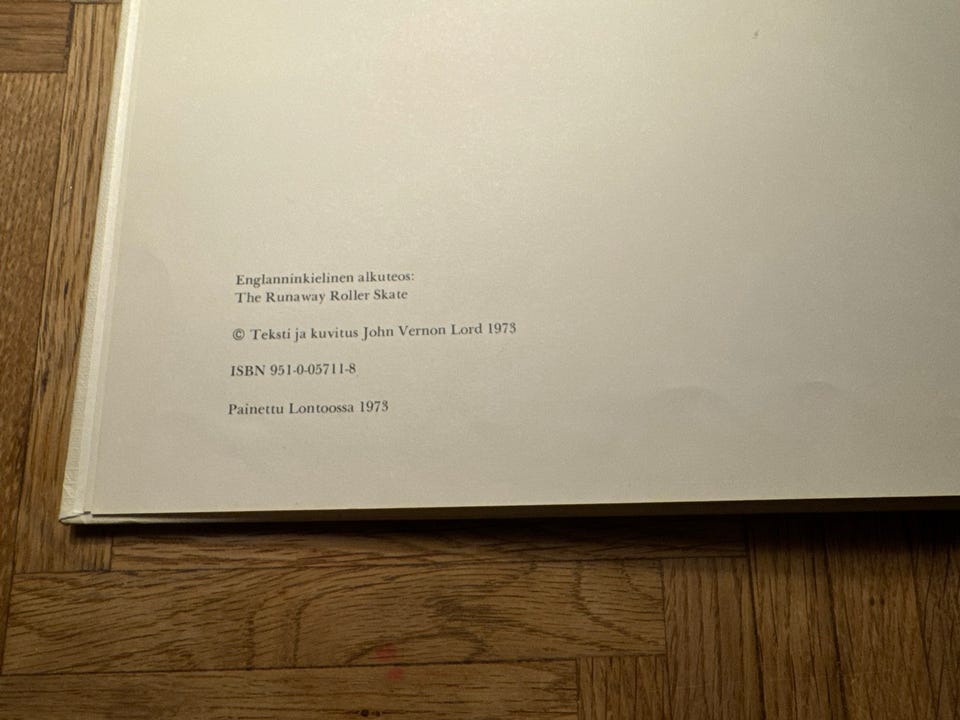 Englanninkielinen alkuteos:
The Runaway Roller Skate
© Teksti ja kuvitus John Vernon Lord 1973
ISBN 951-0-05711-8
Painettu Lontoossa 1973